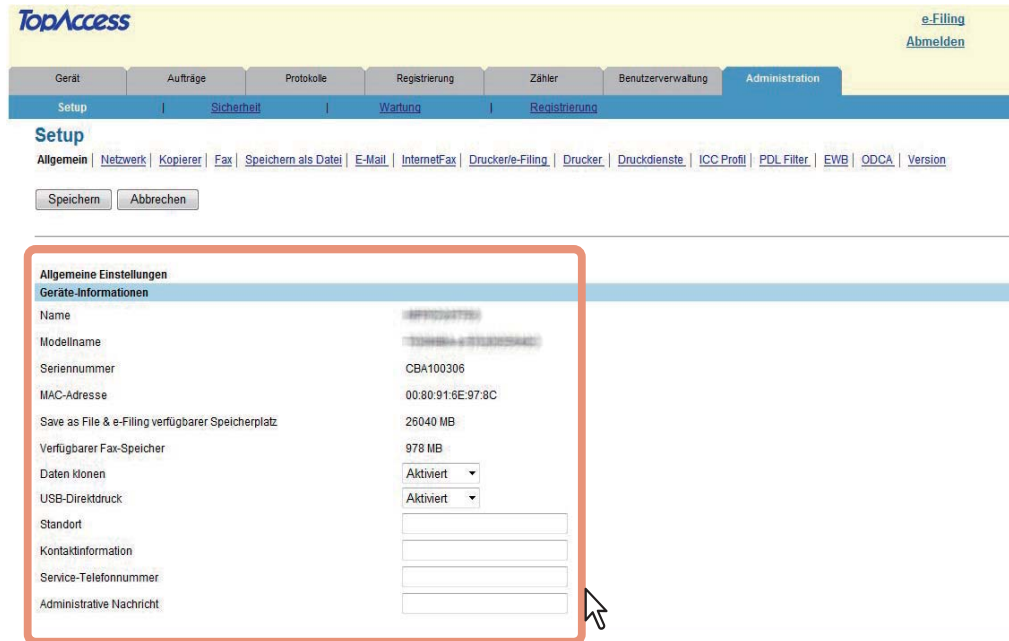 TopAccess
e-Filing
Abmelden
Gerät Aufträge Protokolle Registrierung Zähler Benutzerverwaltung Administration
Setup | Sicherheit | Wartung | Registrierung
Setup
Allgemein | Netzwerk | Kopierer | Fax | Speichern als Datei | E-Mail | InternetFax | Drucker/e-Filing | Drucker | Druckdienste | ICC Profil | PDL Filter | EWB | ODCA | Version
Speichern Abbrechen
Allgemeine Einstellungen
Geräte-Informationen
Name
Modellname
Seriennummer CBA100306
MAC-Adresse 00:80:91:6E:97:8C
Save as File & e-Filing verfügbarer Speicherplatz 26040 MB
Verfügbarer Fax-Speicher 978 MB
Daten klonen Aktiviert
USB-Direktdruck Aktiviert
Standort
Kontaktinformation
Service-Telefonnummer
Administrative Nachricht